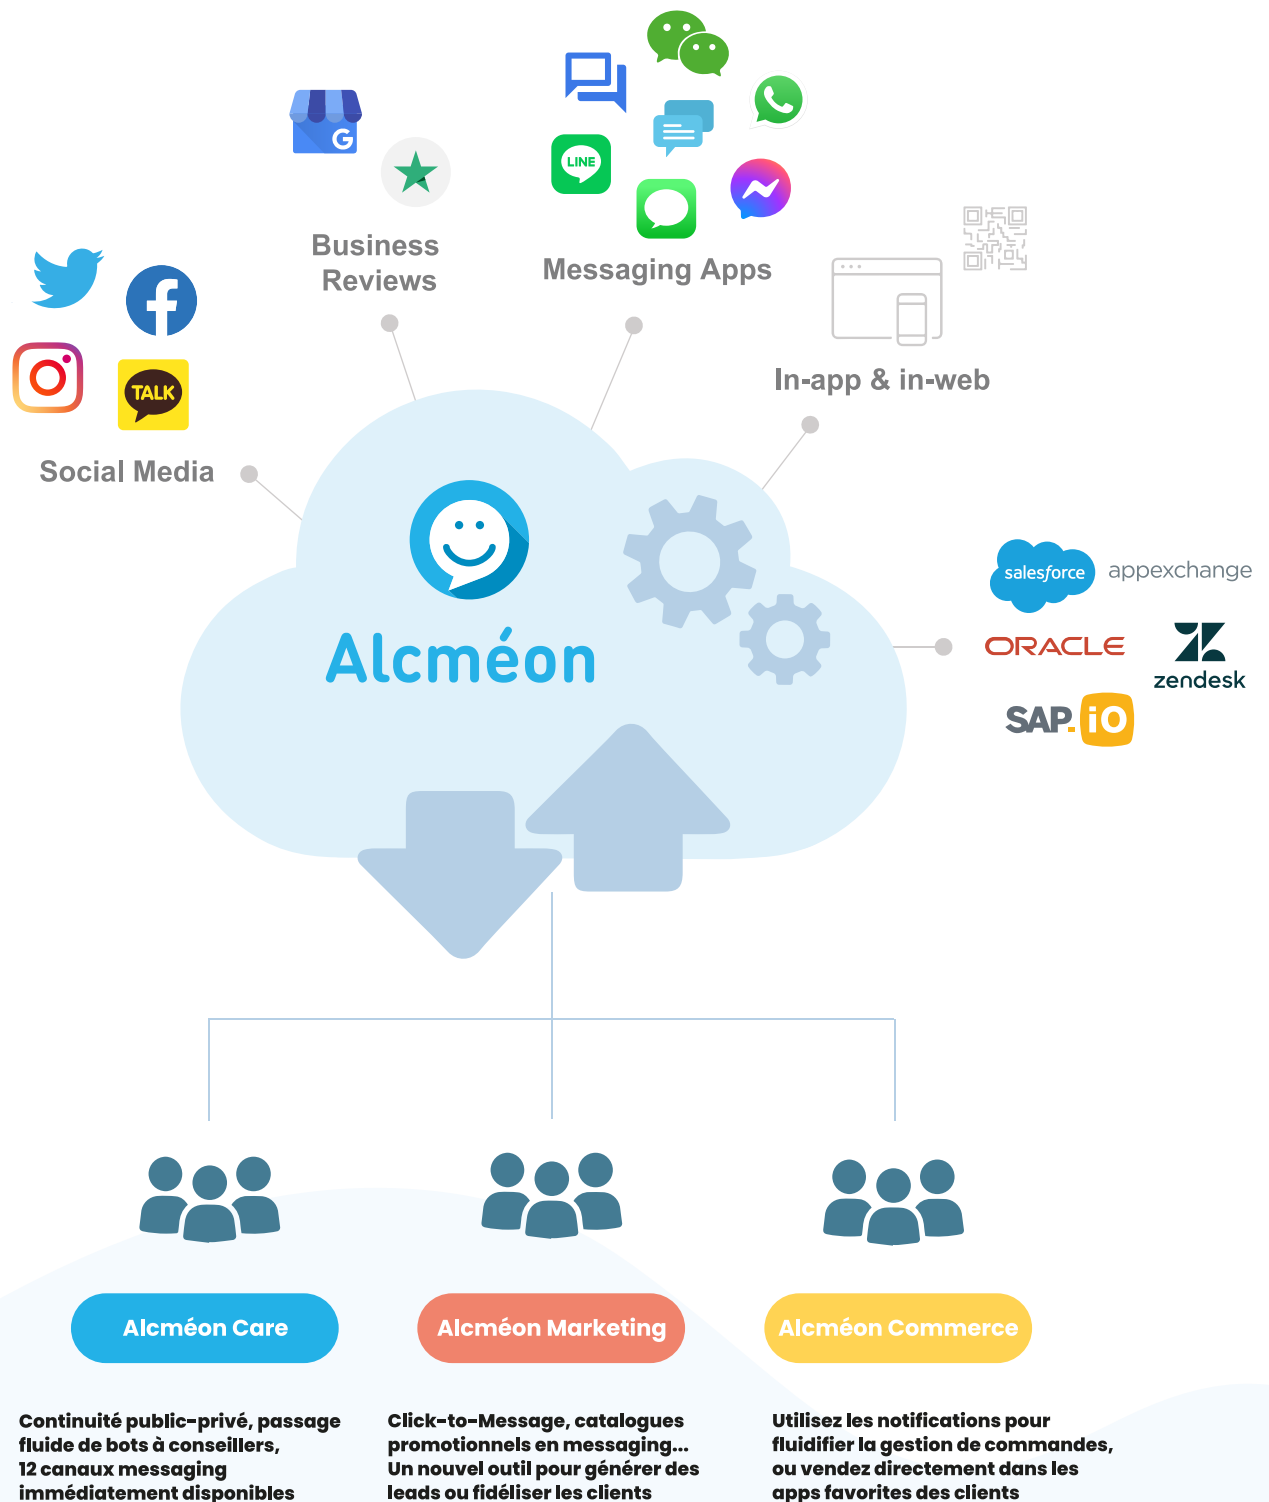 G
LINE
Business
Reviews
Messaging Apps
TALK
In-app & in-web
Social Media
salesforce
appexchange
ORACLE
zendesk
SAP.iO
Alcméon
Alcméon Care
Alcméon Marketing
Alcméon Commerce
Continuité public-privé, passage
fluide de bots à conseillers,
12 canaux messaging
immédiatement disponibles
Click-to-Message, catalogues
promotionnels en messaging...
Un nouvel outil pour générer des
leads ou fidéliser les clients
Utilisez les notifications pour
fluidifier la gestion de commandes,
ou vendez directement dans les
apps favorites des clients